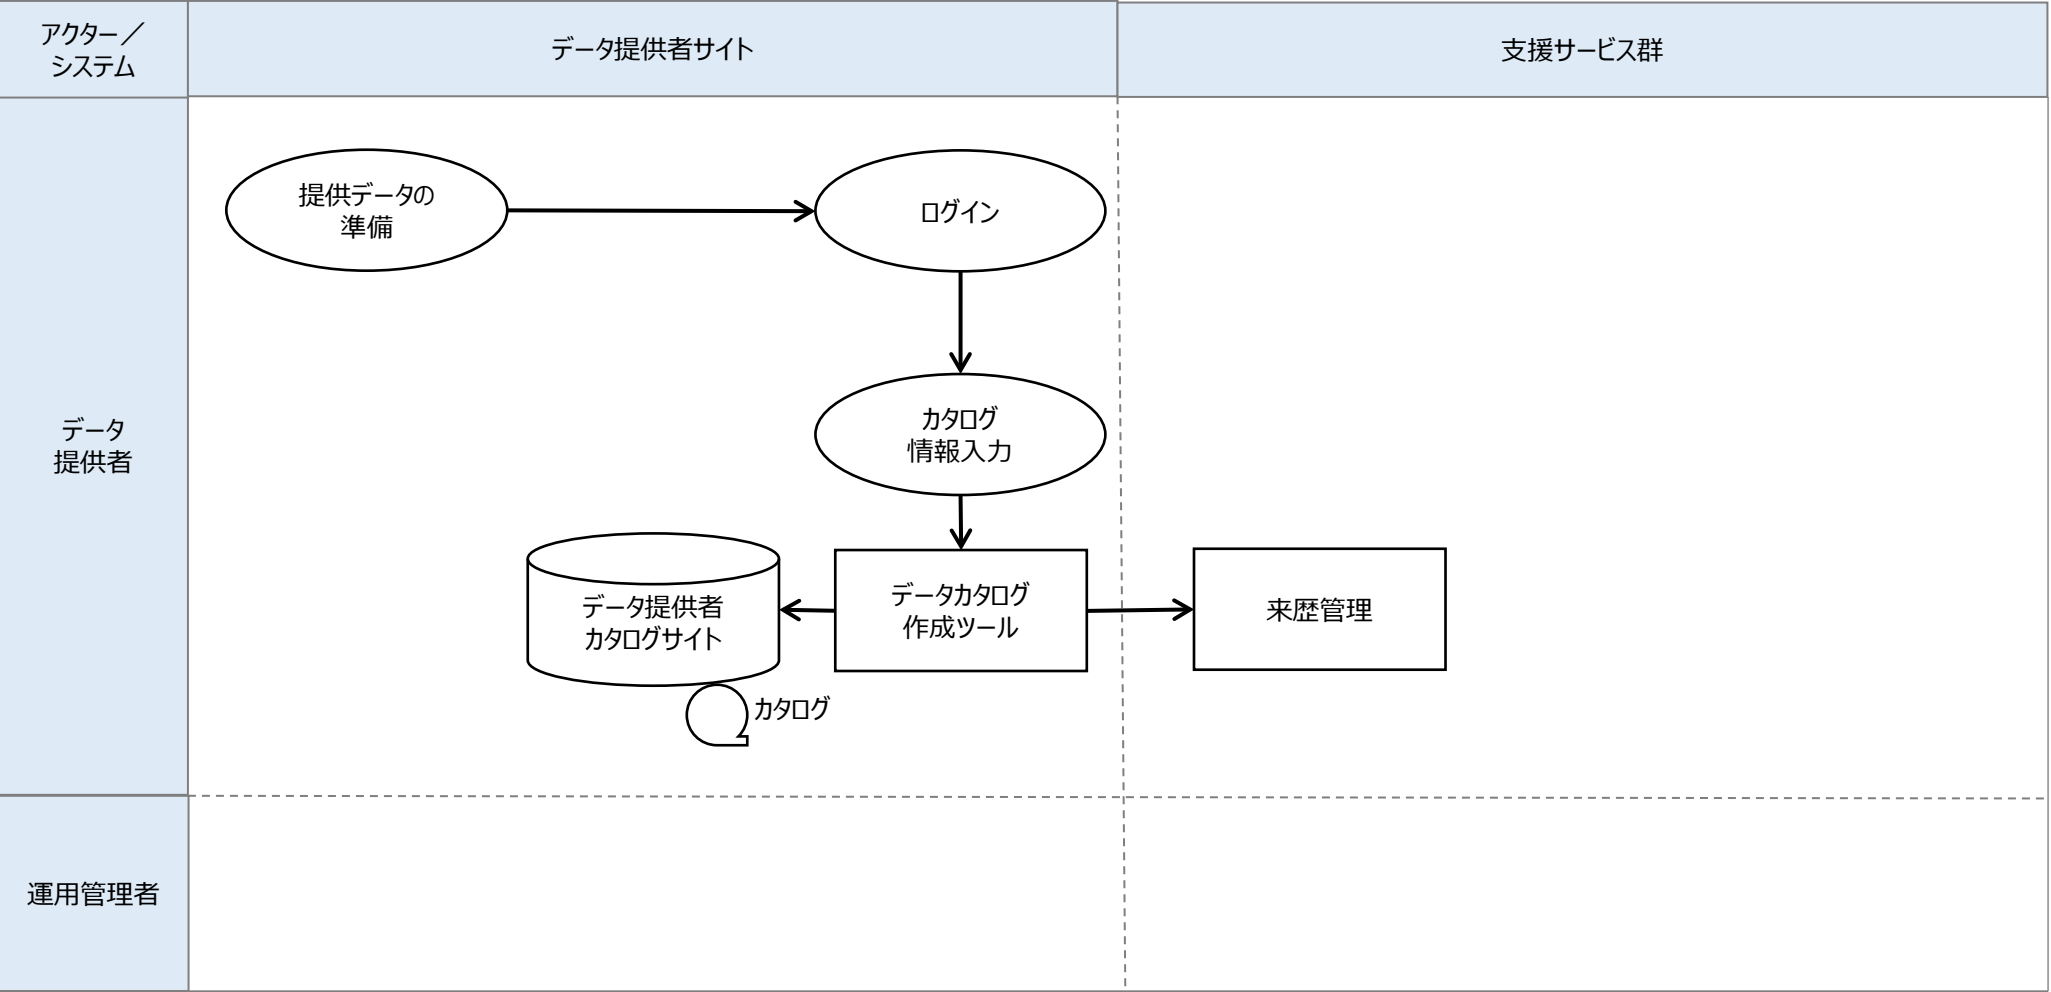 アクター／
システム
データ提供者サイト
支援サービス群
データ
提供者
提供データの
準備
ログイン
カタログ
情報入力
データ提供者
カタログサイト
データカタログ
作成ツール
来歴管理
カタログ
運用管理者